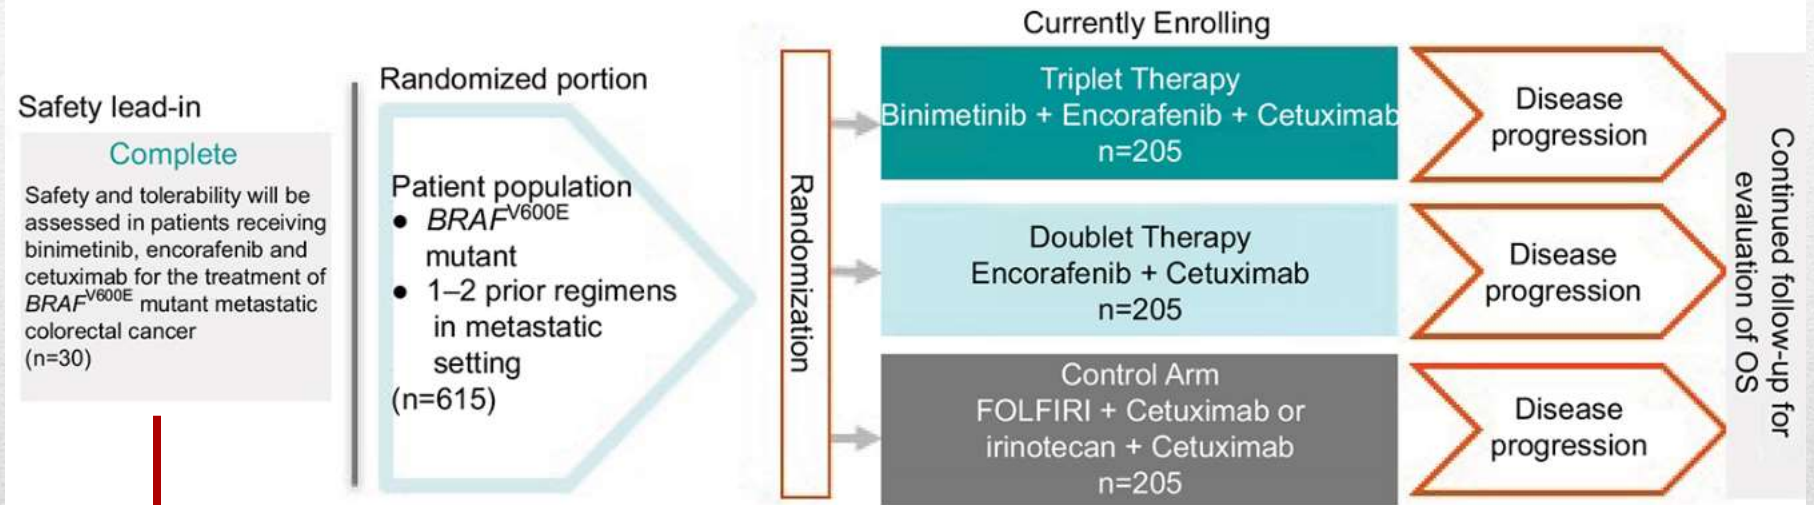 Safety lead-in
Complete
Safety and tolerability will be
assessed in patients receiving
binimetinib, encorafenib and
cetuximab for the treatment of
BRAFV600E mutant metastatic
colorectal cancer
(n=30)
Randomized portion
Patient population
● BRAFV600E
mutant
● 1–2 prior regimens
in metastatic
setting
(n=615)
Randomization
Currently Enrolling
Triplet Therapy
Binimetinib + Encorafenib + Cetuximab
n=205
Disease
progression
Doublet Therapy
Encorafenib + Cetuximab
n=205
Disease
progression
Control Arm
FOLFIRI + Cetuximab or
irinotecan + Cetuximab
n=205
Disease
progression
Continued follow-up for
evaluation of OS